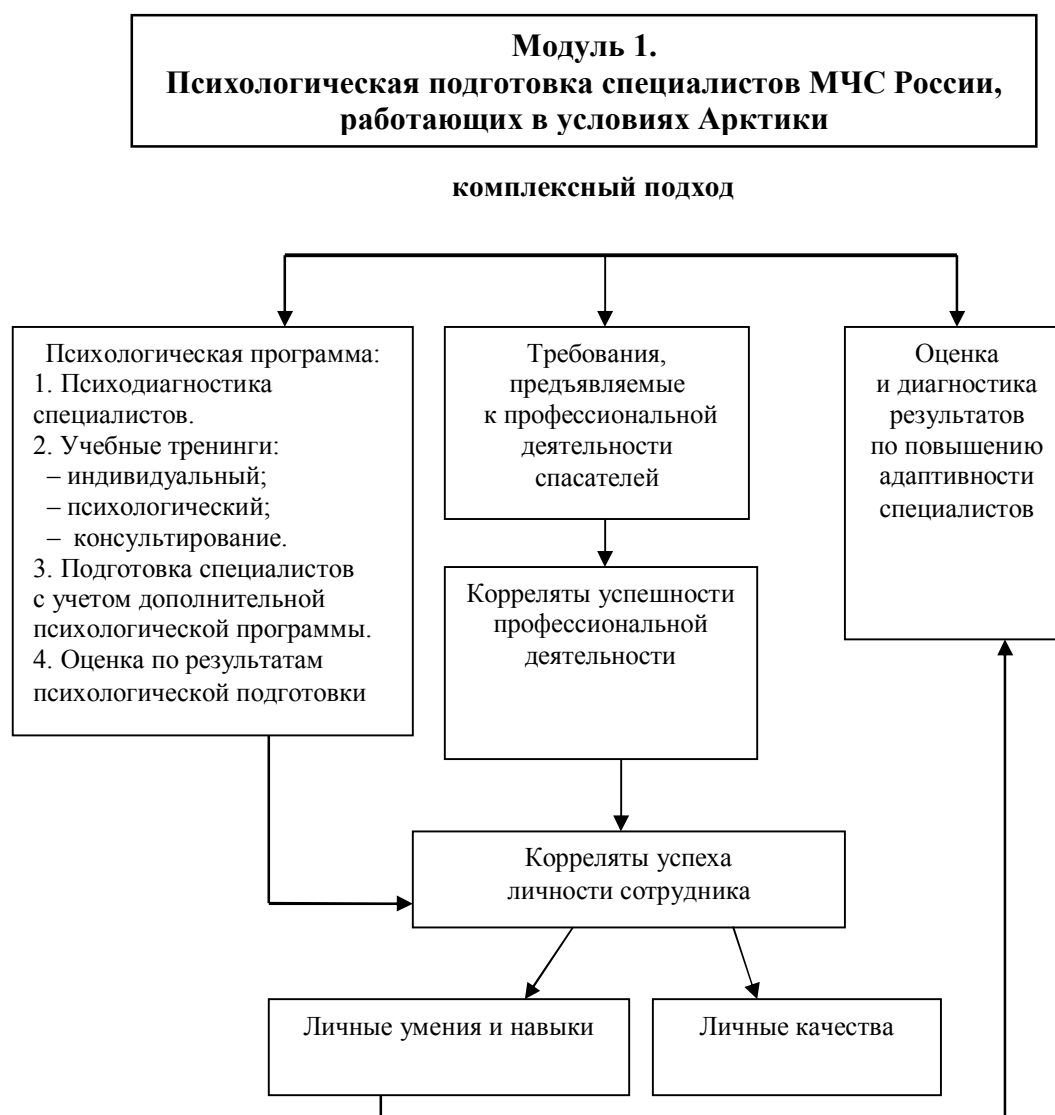 Модуль 1.
Психологическая подготовка специалистов МЧС России,
работающих в условиях Арктики
комплексный подход
Психологическая программа:
1. Психодиагностика
специалистов.
2. Учебные тренинги:
– индивидуальный;
– психологический;
– консультирование.
3. Подготовка специалистов
с учетом дополнительной
психологической программы.
4. Оценка по результатам
психологической подготовки
Требования,
предъявляемые
к профессиональной
деятельности
спасателей
Оценка
и диагностика
результатов
по повышению
адаптивности
специалистов
Корреляты успешности
профессиональной
деятельности
Корреляты успеха
личности сотрудника
Личные умения и навыки
Личные качества